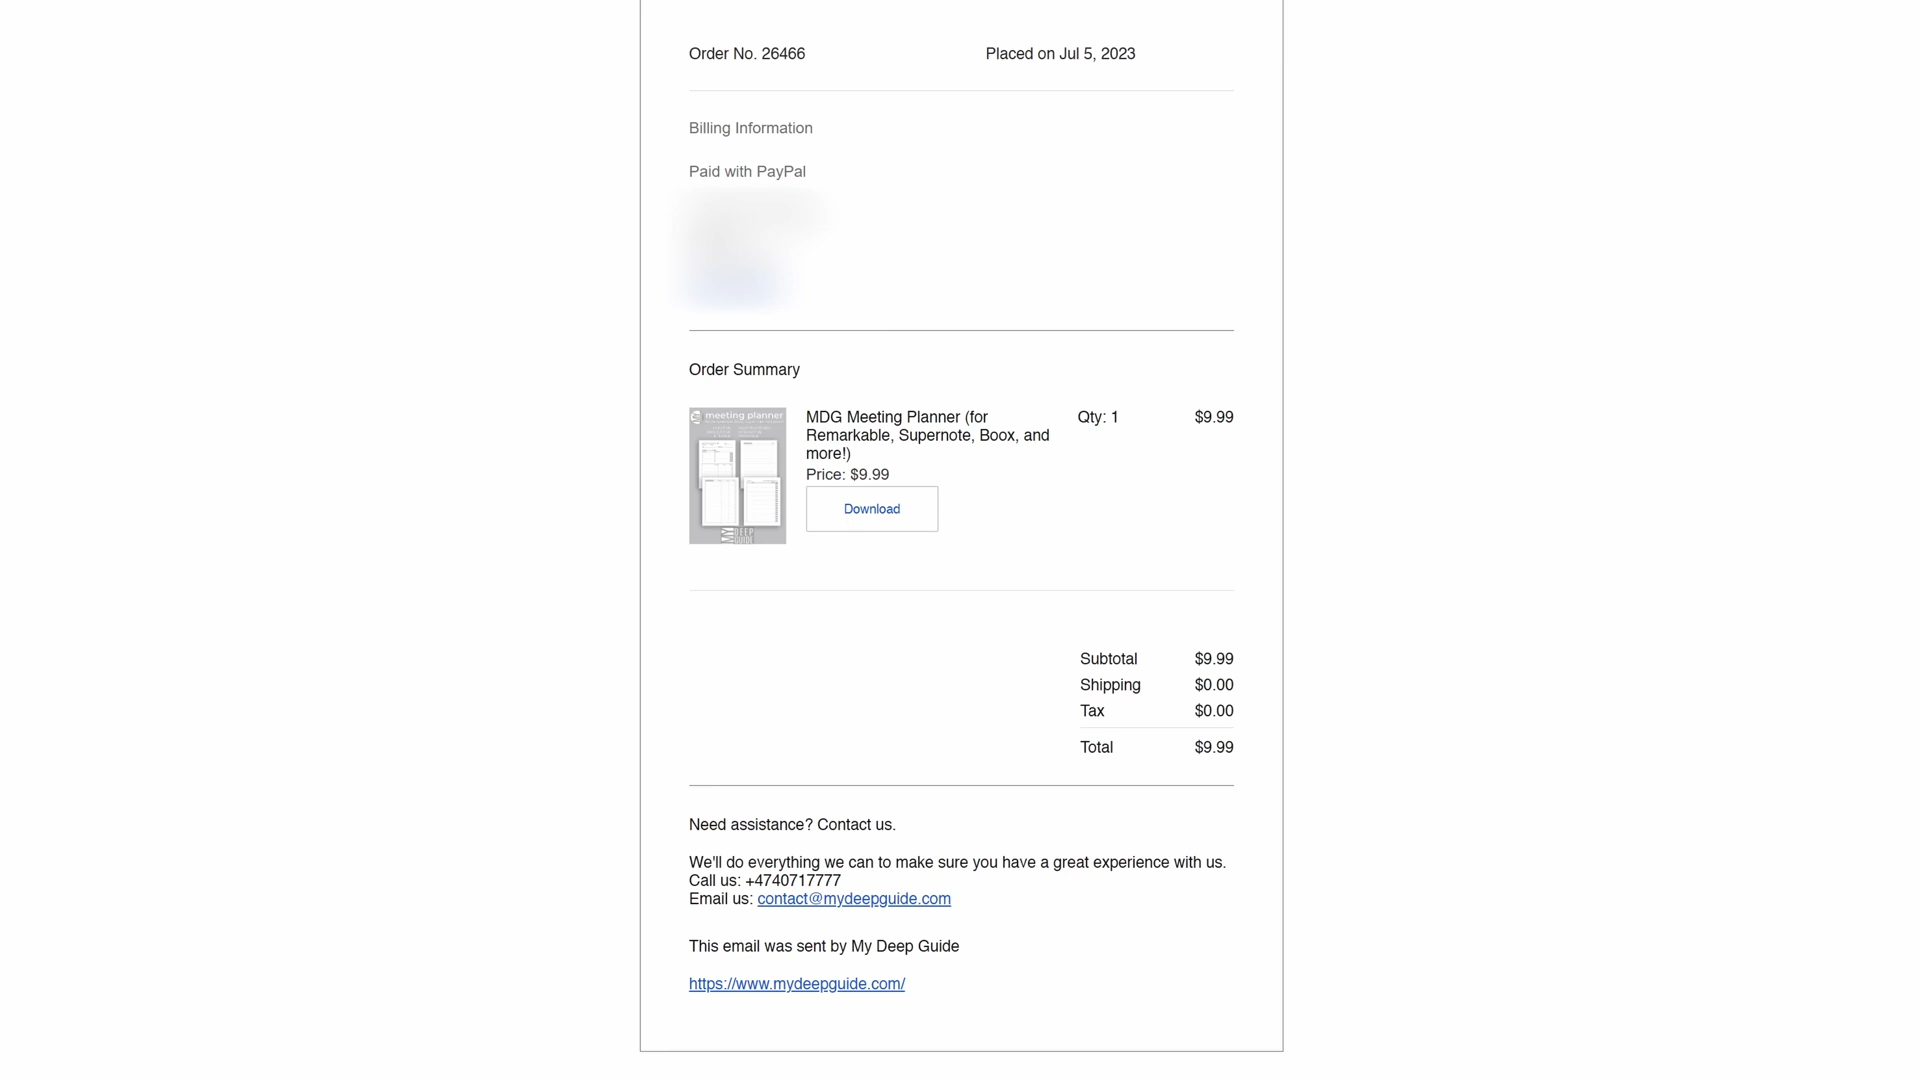 Order No. 26466
Placed on Jul 5, 2023
Billing Information
Paid with PayPal
Order Summary
meeting planner
MY DEEP
GUIDE
MDG Meeting Planner (for
Remarkable, Supernote, Boox, and
more!)
Price: $9.99
Download
Qty: 1
$9.99
Subtotal $9.99
Shipping $0.00
Tax $0.00
Total $9.99
Need assistance? Contact us.
We'll do everything we can to make sure you have a great experience with us.
Call us: +4740717777
Email us: contact@mydeepguide.com
This email was sent by My Deep Guide
https://www.mydeepguide.com/